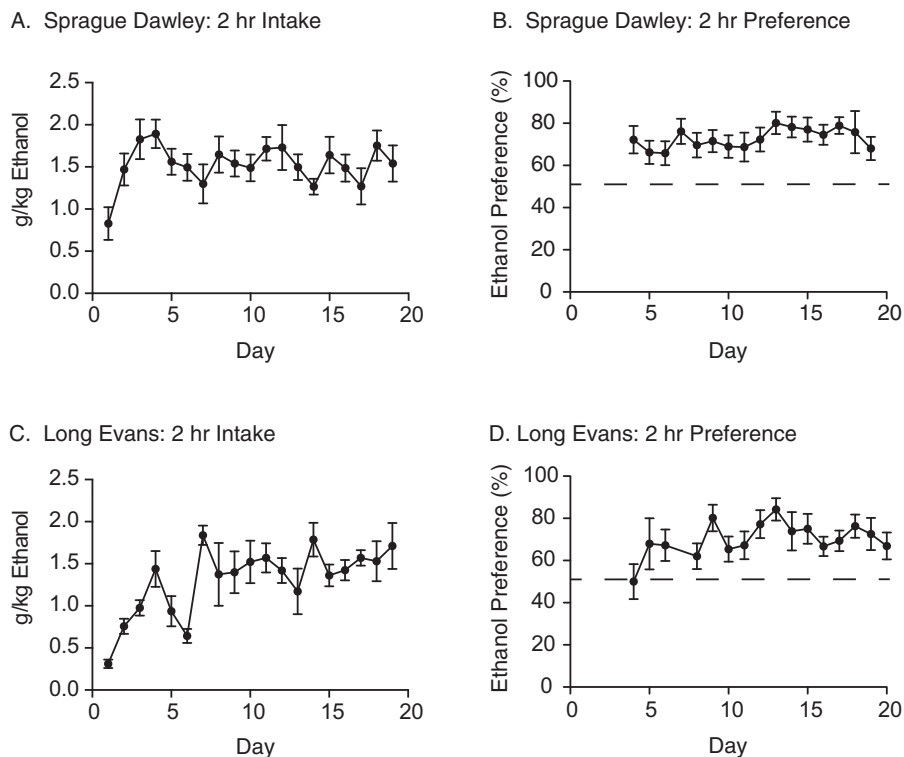 A. Sprague Dawley: 2 hr Intake
2.5
2.0
1.5
1.0
0.5
0.0
g/kg Ethanol
0 5 10 15 20
Day
B. Sprague Dawley: 2 hr Preference
100
80
60
40
20
0
Ethanol Preference (%)
0 5 10 15 20
Day
C. Long Evans: 2 hr Intake
2.5
2.0
1.5
1.0
0.5
0.0
g/kg Ethanol
0 5 10 15 20
Day
D. Long Evans: 2 hr Preference
100
80
60
40
20
0
Ethanol Preference (%)
0 5 10 15 20
Day